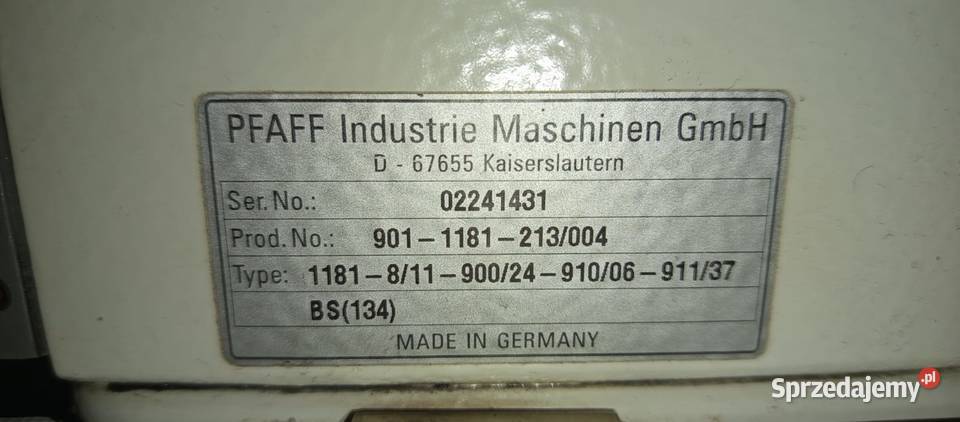 PFAFF Industrie Maschinen GmbH
D - 67655 Kaiserslautern
Ser.No.: 02241431
Prod.No.: 901-1181-213/004
Type: 1181-8/11-900/24-910/06-911/37
BS(134)
MADE IN GERMANY
Sprzedajemy.pl